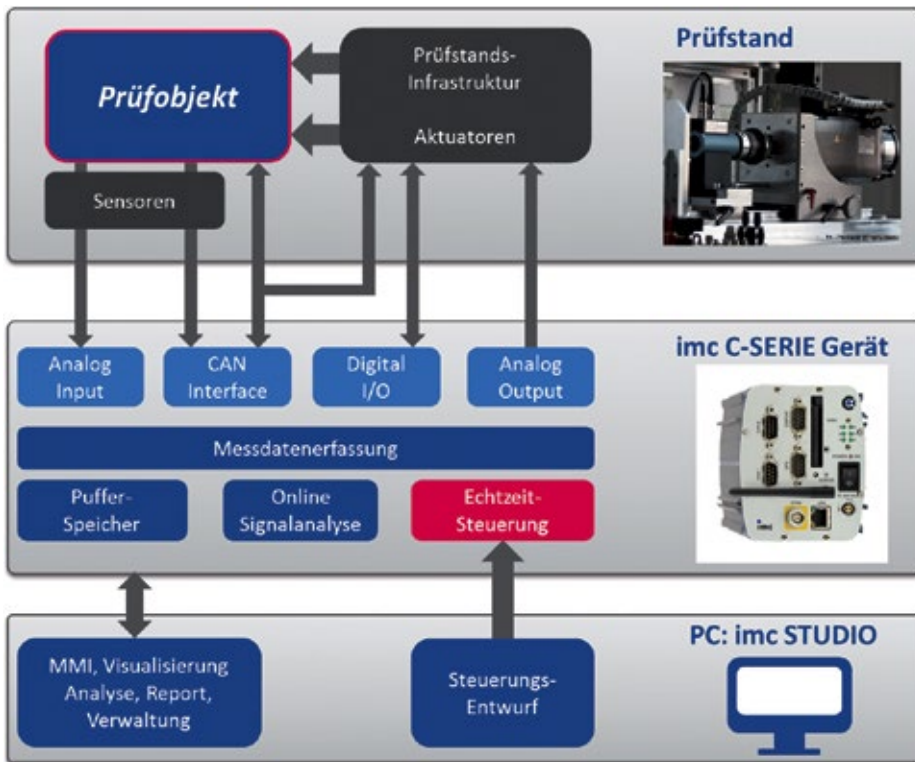 Prüfstand
Prüfobjekt
Prüfstands-
Infrastruktur
Aktuatoren
Sensoren
imc C-SERIE Gerät
Analog
Input
CAN
Interface
Digital
I/O
Analog
Output
Messdatenerfassung
Puffer-
Speicher
Online
Signalanalyse
Echtzeit-
Steuerung
PC: imc STUDIO
MMI, Visualisierung
Analyse, Report,
Verwaltung
Steuerungs-
Entwurf